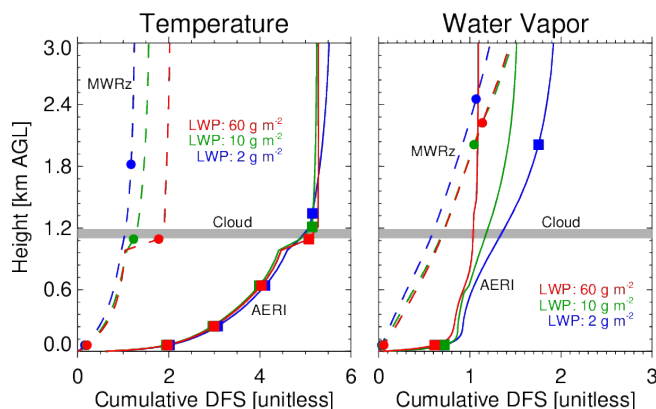 Temperature
Water Vapor
Height [km AGL]
3.0
2.4
1.8
1.2
0.6
0.0
MWRz
LWP: 60 g m-2
LWP: 10 g m-2
LWP: 2 g m-2
Cloud
AERI
0 2 4 6
Cumulative DFS [unitless]
MWRz
Cloud
AERI
LWP: 60 g m-2
LWP: 10 g m-2
LWP: 2 g m-2
0 1 2 3
Cumulative DFS [unitless]